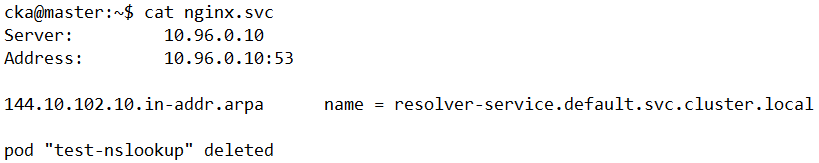 cka@master:~$ cat nginx.svc
Server:         10.96.0.10
Address:        10.96.0.10:53
144.10.102.10.in-addr.arpa      name = resolver-service.default.svc.cluster.local
pod "test-nslookup" deleted